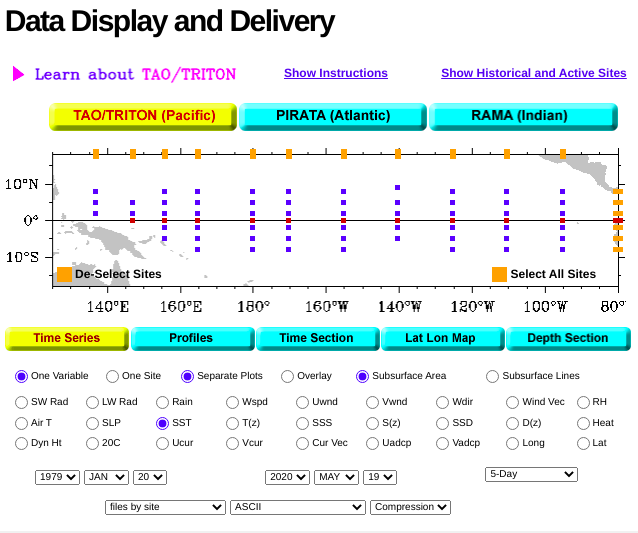 Data Display and Delivery
Learn about TAO/TRITON Show Instructions Show Historical and Active Sites
TAO/TRITON (Pacific) PIRATA (Atlantic) RAMA (Indian)
10°N
0°
10°S
De-Select Sites Select All Sites
140°E 160°E 180° 160°W 140°W 120°W 100°W 80°
Time Series Profiles Time Section Lat Lon Map Depth Section
One Variable One Site Separate Plots Overlay Subsurface Area Subsurface Lines
SW Rad LW Rad Rain Wspd Uwnd Vwnd Wdir Wind Vec RH
Air T SLP SST T(z) SSS S(z) SSD D(z) Heat
Dyn Ht 20C Ucur Vcur Cur Vec Uadcp Vadcp Long Lat
1979 JAN 20 2020 MAY 19 5-Day
files by site ASCII Compression